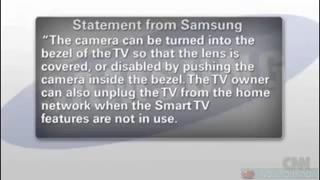 Statement from Samsung
“The camera can be turned into the
bezel of the TV so that the lens is
covered, or disabled by pushing the
camera inside the bezel. The TV owner
can also unplug the TV from the home
network when the Smart TV
features are not in use.
CNN